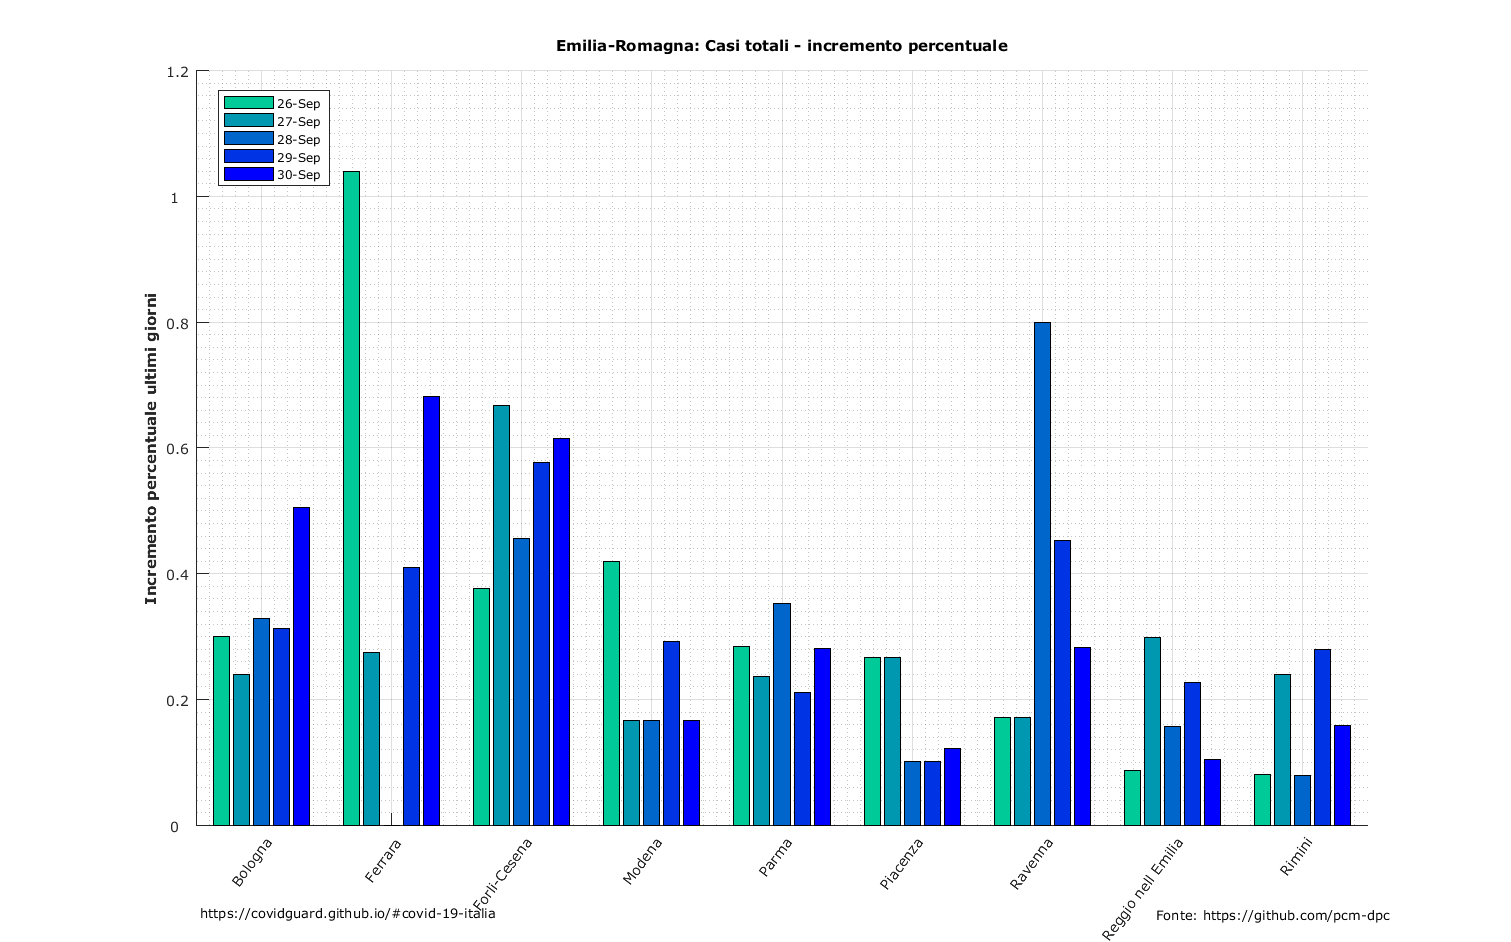 Emilia-Romagna: Casi totali - incremento percentuale
Incremento percentuale ultimi giorni
1.2
1
0.8
0.6
0.4
0.2
0
26-Sep
27-Sep
28-Sep
29-Sep
30-Sep
Bologna
Ferrara
Forlì-Cesena
Modena
Parma
Piacenza
Ravenna
Reggio nell Emilia
Rimini
https://covidguard.github.io/#covid-19-italia
Fonte: https://github.com/pcm-dpc